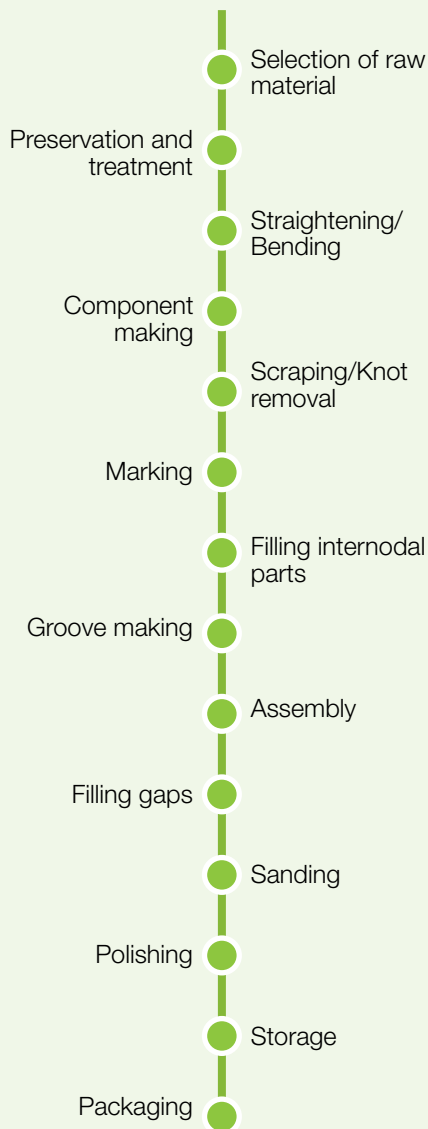 Selection of raw
material
Preservation and
treatment
Straightening/
Bending
Component
making
Scraping/Knot
removal
Marking
Filling internodal
parts
Groove making
Assembly
Filling gaps
Sanding
Polishing
Storage
Packaging